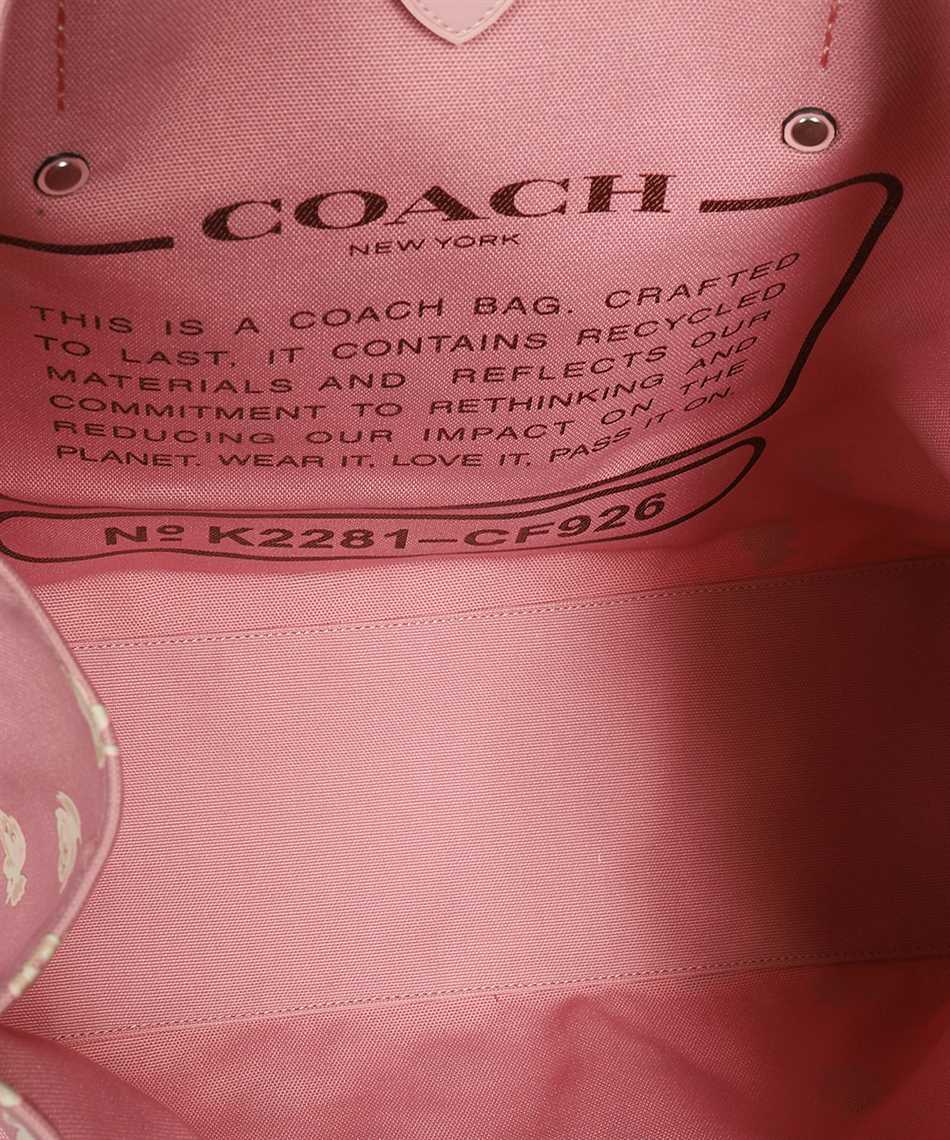 COACH
NEW YORK
THIS IS A COACH BAG. CRAFTED
TO LAST, IT CONTAINS RECYCLED
MATERIALS AND REFLECTS OUR
COMMITMENT TO RETHINKING AND
REDUCING OUR IMPACT ON THE
PLANET. WEAR IT, LOVE IT, PASS IT ON.
Nº K2281-CF926